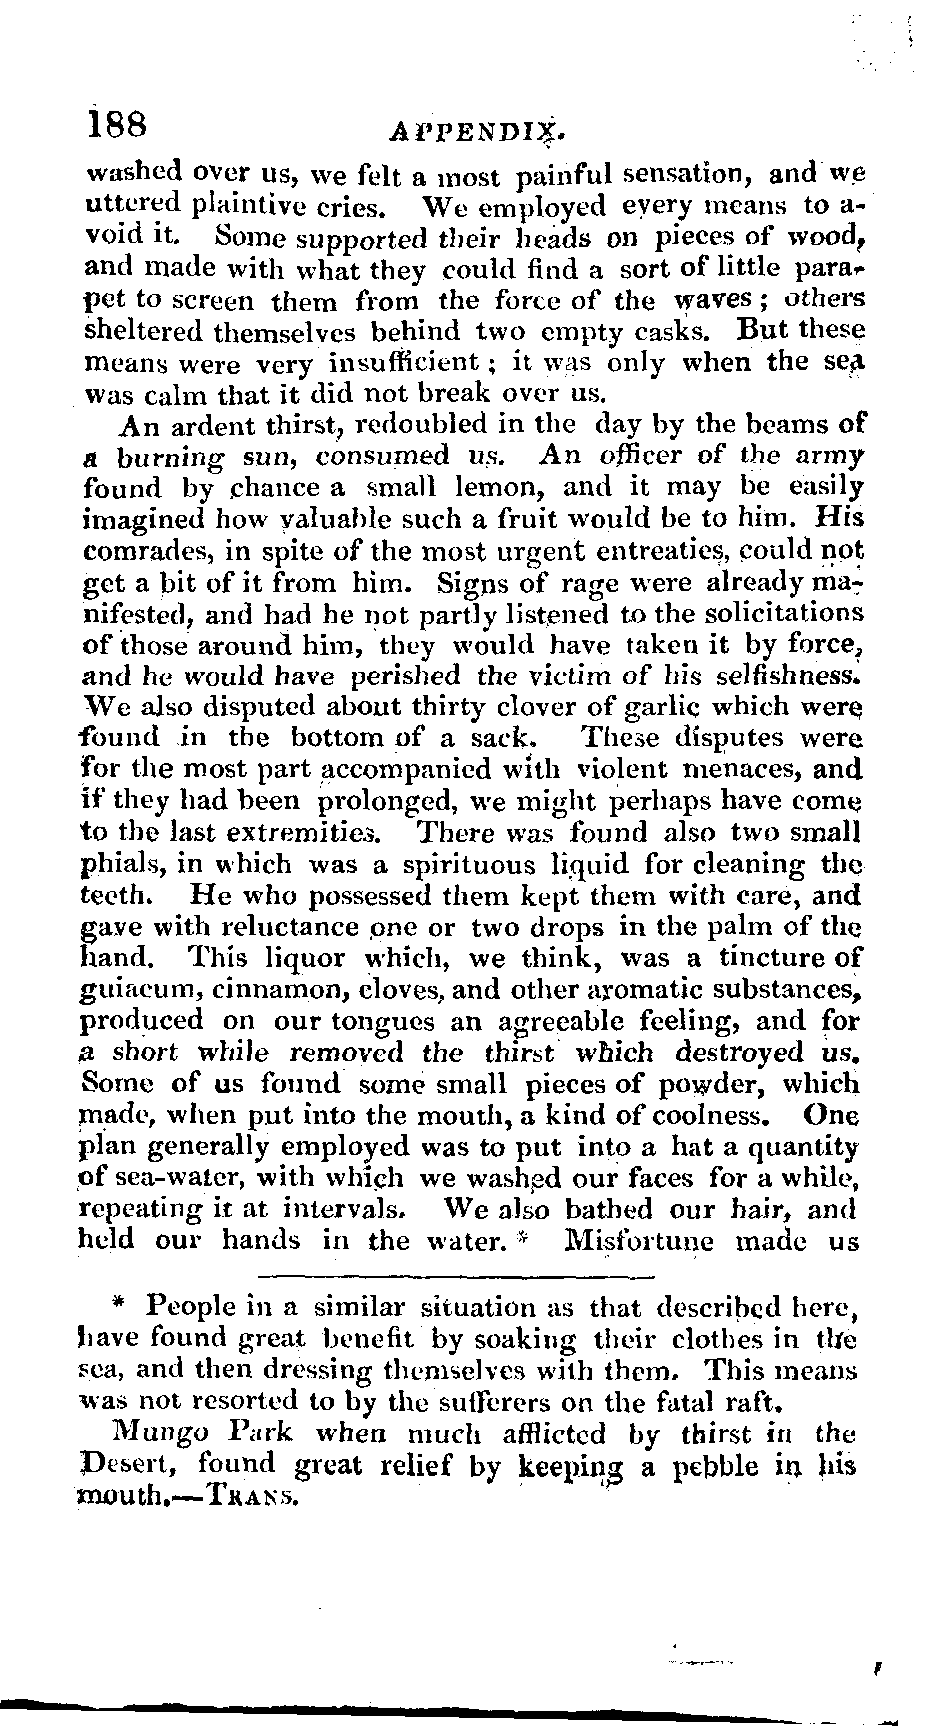 188 APPENDIX.
washed over us, we felt a most painful sensation, and we
uttered plaintive cries. We employed every means to a-
void it. Some supported their heads on pieces of wood,
and made with what they could find a sort of little para-
pet to screen them from the force of the waves; others
sheltered themselves behind two empty casks. But these
means were very insufficient; it was only when the sea
was calm that it did not break over us.
An ardent thirst, redoubled in the day by the beams of
a burning sun, consumed us. An officer of the army
found by chance a small lemon, and it may be easily
imagined how valuable such a fruit would be to him. His
comrades, in spite of the most urgent entreaties, could not
get a bit of it from him. Signs of rage were already ma-
nifested, and had he not partly listened to the solicitations
of those around him, they would have taken it by force,
and he would have perished the victim of his selfishness.
We also disputed about thirty clover of garlic which were
found in the bottom of a sack. These disputes were
for the most part accompanied with violent menaces, and
if they had been prolonged, we might perhaps have come
to the last extremities. There was found also two small
phials, in which was a spirituous liquid for cleaning the
teeth. He who possessed them kept them with care, and
gave with reluctance one or two drops in the palm of the
hand. This liquor which, we think, was a tincture of
guiacum, cinnamon, cloves, and other aromatic substances,
produced on our tongues an agreeable feeling, and for
a short while removed the thirst which destroyed us.
Some of us found some small pieces of powder, which
made, when put into the mouth, a kind of coolness. One
plan generally employed was to put into a hat a quantity
of sea-water, with which we washed our faces for a while,
repeating it at intervals. We also bathed our hair, and
held our hands in the water. * Misfortune made us
* People in a similar situation as that described here,
have found great benefit by soaking their clothes in the
sea, and then dressing themselves with them. This means
was not resorted to by the sufferers on the fatal raft.
Mungo Park when much afflicted by thirst in the
Desert, found great relief by keeping a pebble in his
mouth.—TRANS.